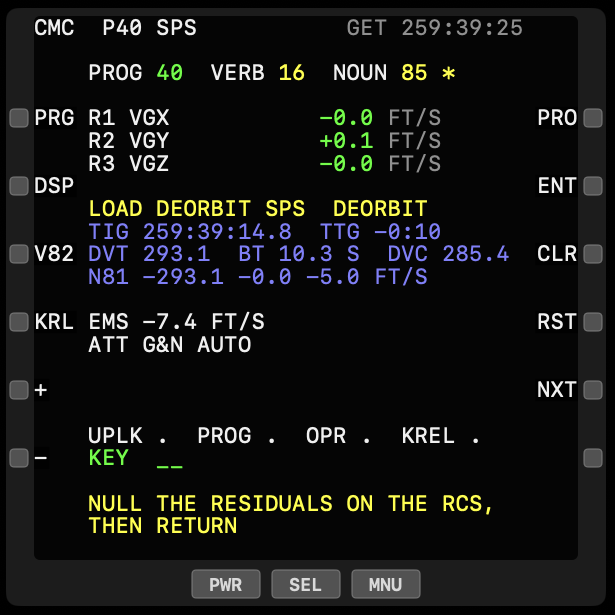 CMC P40 SPS GET 259:39:25
PROG 40 VERB 16 NOUN 85 *
PRG R1 VGX -0.0 FT/S PRO
R2 VGY +0.1 FT/S
R3 VGZ -0.0 FT/S
DSP ENT
LOAD DEORBIT SPS DEORBIT
TIG 259:39:14.8 TTG -0:10
V82 DVT 293.1 BT 10.3 S DVC 285.4 CLR
N81 -293.1 -0.0 -5.0 FT/S
KRL EMS -7.4 FT/S RST
ATT G&N AUTO
+ NXT
UPLK . PROG . OPR . KREL .
- KEY __
NULL THE RESIDUALS ON THE RCS,
THEN RETURN
PWR SEL MNU